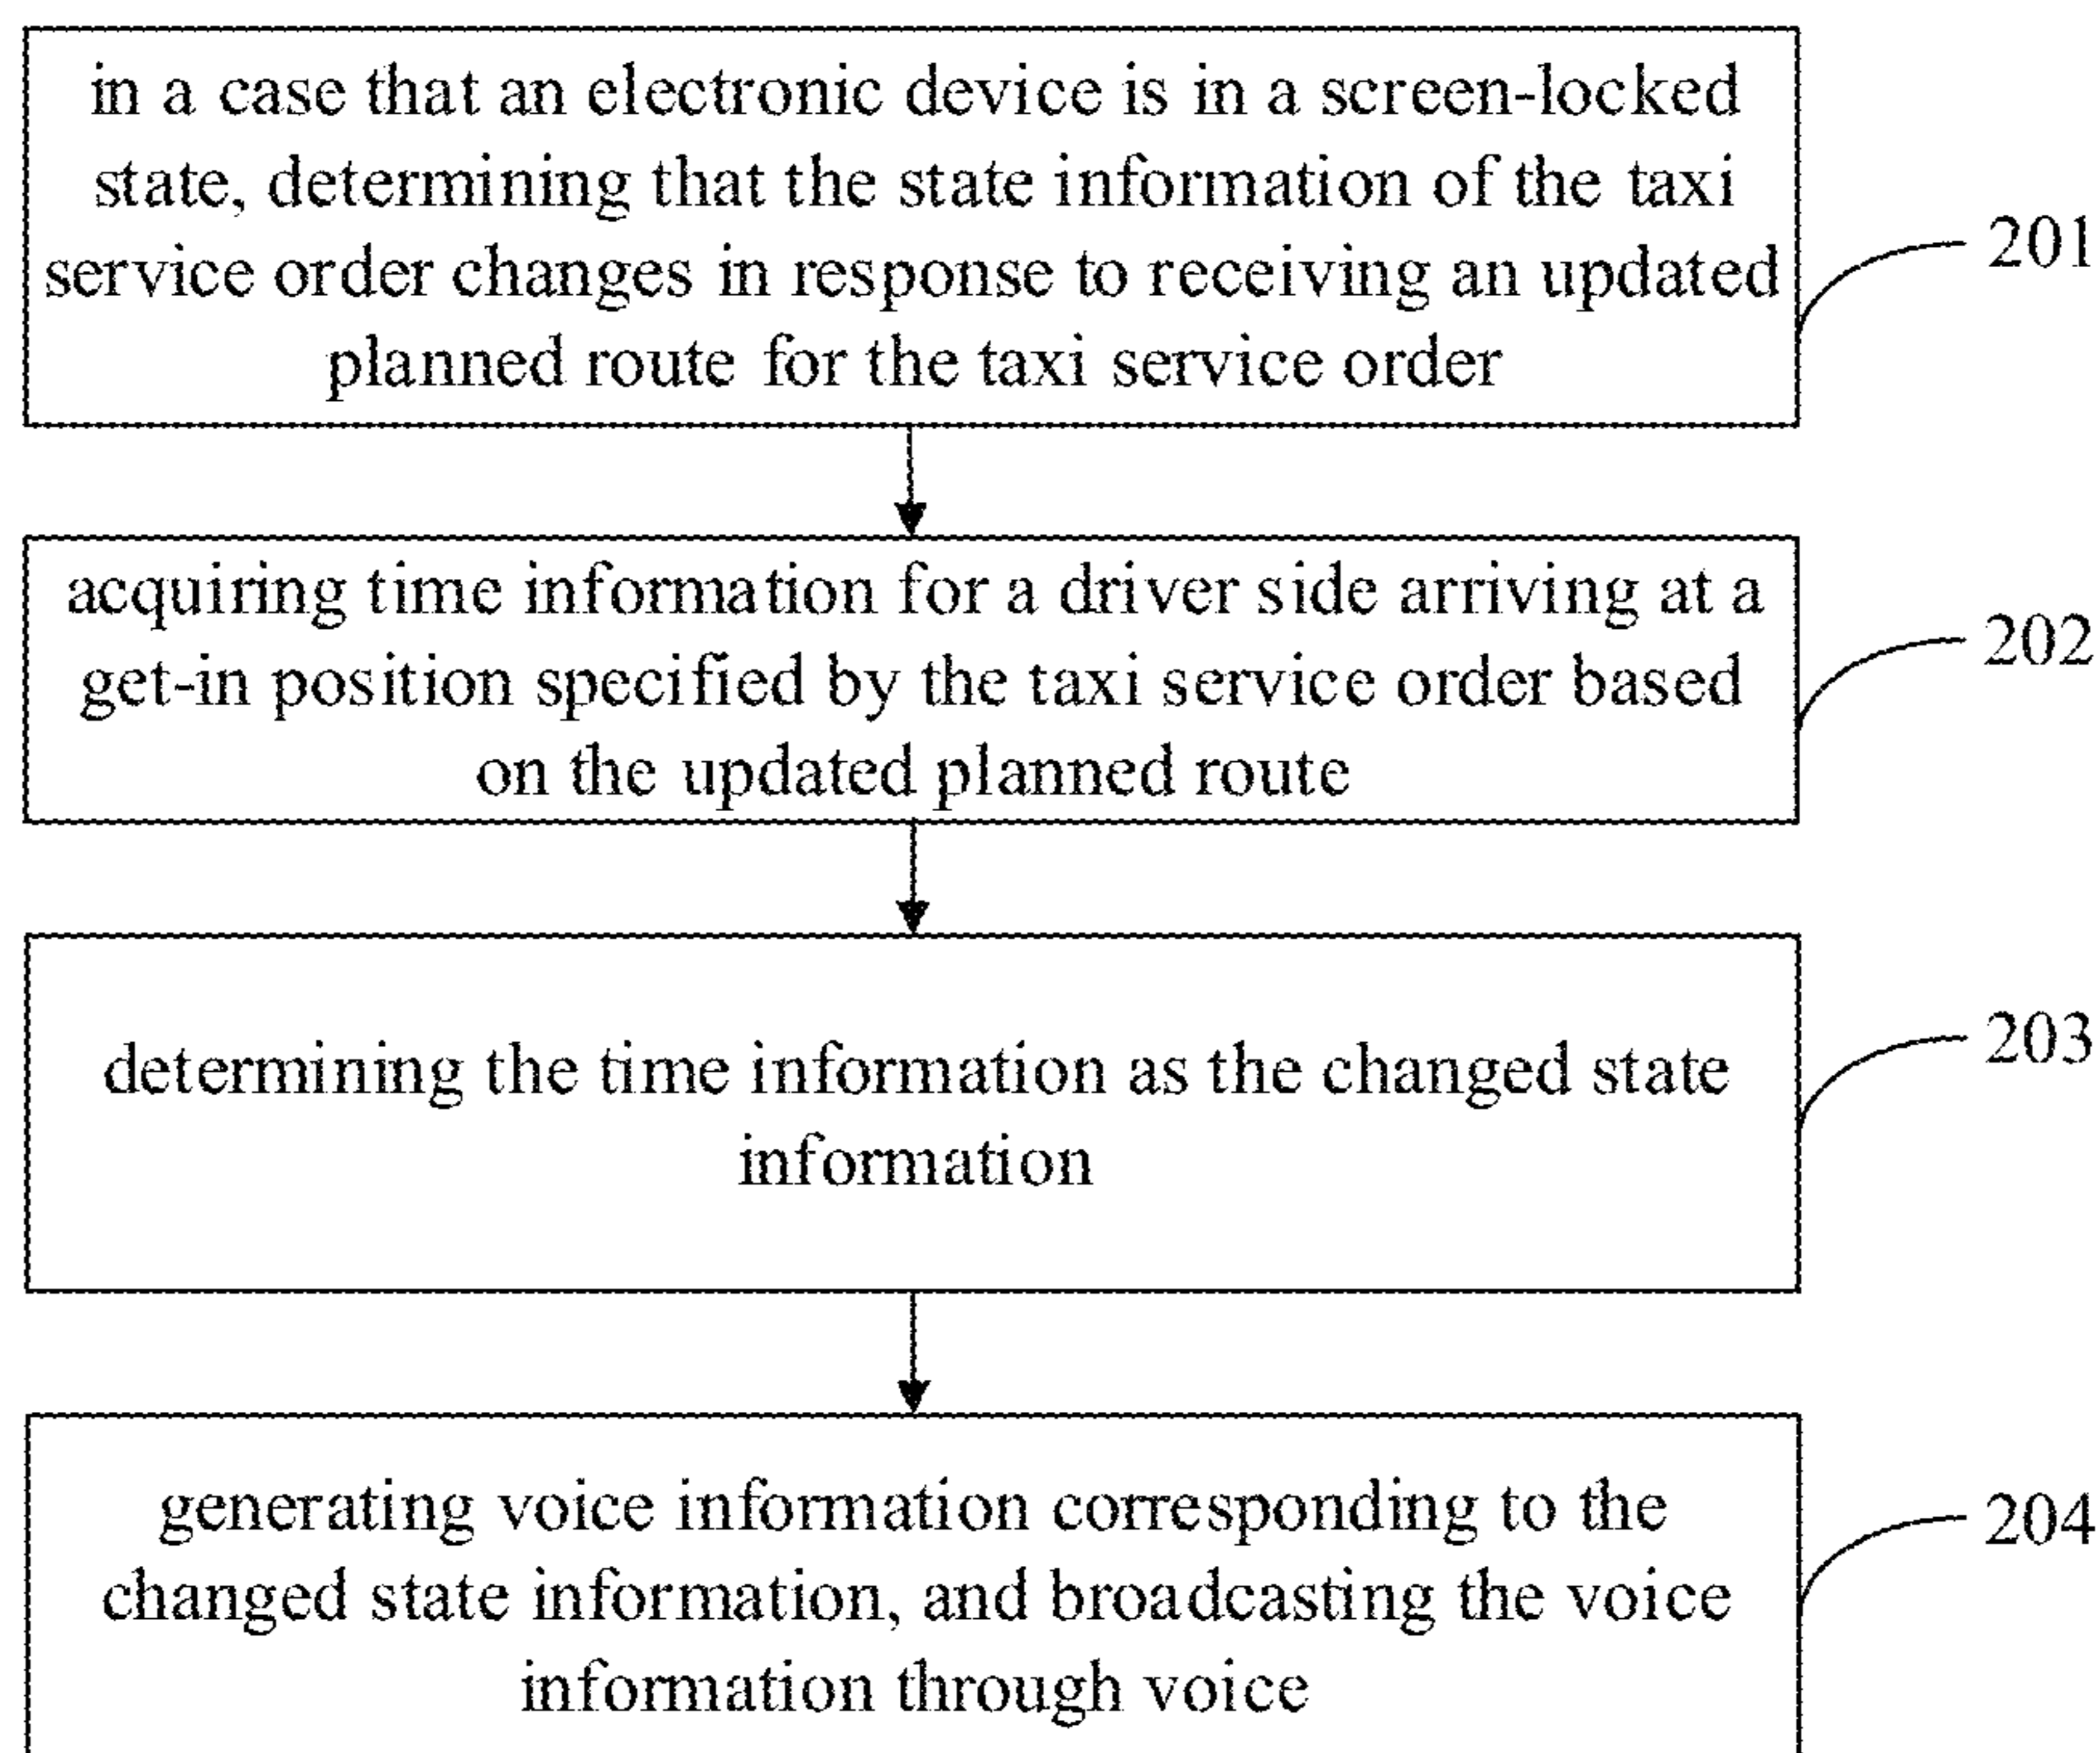 in a case that an electronic device is in a screen-locked
state, determining that the state information of the taxi
service order changes in response to receiving an updated
planned route for the taxi service order
201
acquiring time information for a driver side arriving at a
get-in position specified by the taxi service order based
on the updated planned route
202
determining the time information as the changed state
information
203
generating voice information corresponding to the
changed state information, and broadcasting the voice
information through voice
204